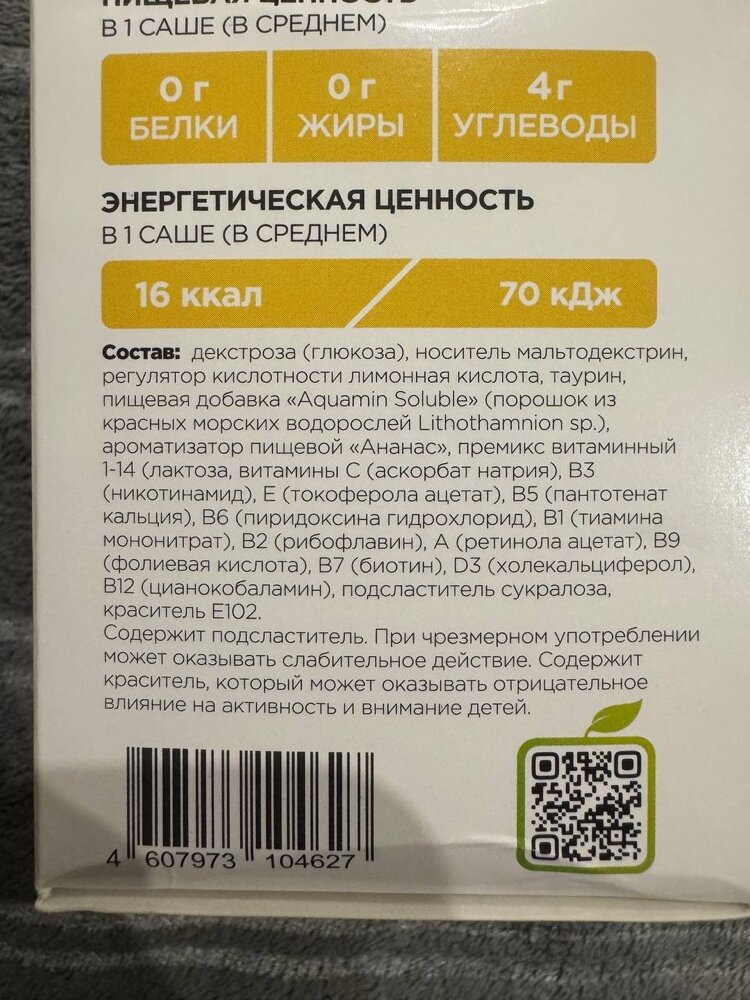 ПИЩЕВАЯ ЦЕННОСТЬ
В 1 САШЕ (В СРЕДНЕМ)
0 г 0 г 4 г
БЕЛКИ ЖИРЫ УГЛЕВОДЫ
ЭНЕРГЕТИЧЕСКАЯ ЦЕННОСТЬ
В 1 САШЕ (В СРЕДНЕМ)
16 ккал 70 кДж
Состав: декстроза (глюкоза), носитель мальтодекстрин,
регулятор кислотности лимонная кислота, таурин,
пищевая добавка «Aquamin Soluble» (порошок из
красных морских водорослей Lithothamnion sp.),
ароматизатор пищевой «Ананас», премикс витаминный
1-14 (лактоза, витамины С (аскорбат натрия), В3
(никотинамид), Е (токоферола ацетат), В5 (пантотенат
кальция), В6 (пиридоксина гидрохлорид), В1 (тиамина
мононитрат), В2 (рибофлавин), А (ретинола ацетат), В9
(фолиевая кислота), В7 (биотин), D3 (холекальциферол),
В12 (цианокобаламин), подсластитель сукралоза,
краситель Е102.
Содержит подсластитель. При чрезмерном употреблении
может оказывать слабительное действие. Содержит
краситель, который может оказывать отрицательное
влияние на активность и внимание детей.
4 607973 104627